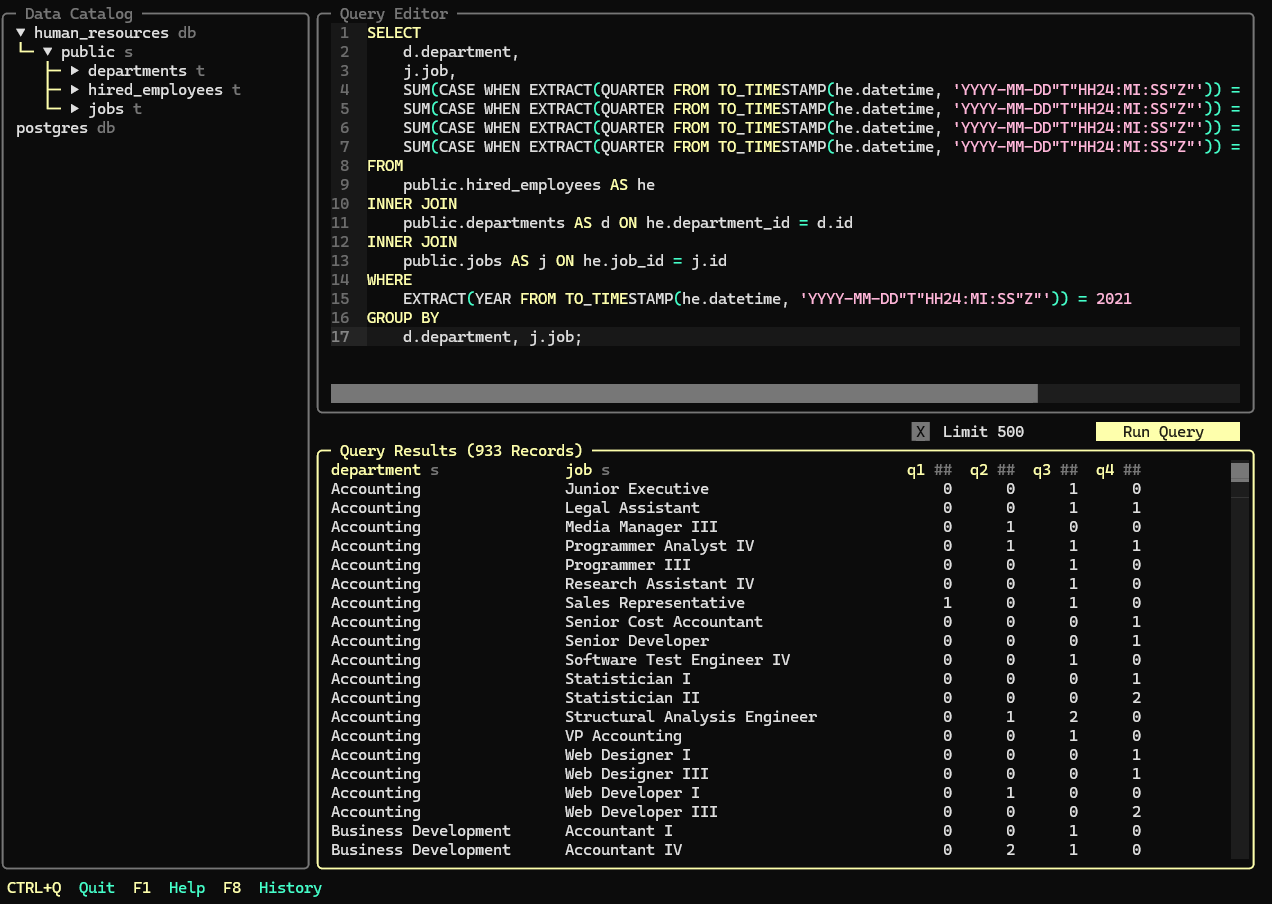 Data Catalog
▼ human_resources db
▼ public s
▶ departments t
▶ hired_employees t
▶ jobs t
postgres db
Query Editor
1 SELECT
2 d.department,
3 j.job,
4 SUM(CASE WHEN EXTRACT(QUARTER FROM TO_TIMESTAMP(he.datetime, 'YYYY-MM-DD"T"HH24:MI:SS"Z"')) =
5 SUM(CASE WHEN EXTRACT(QUARTER FROM TO_TIMESTAMP(he.datetime, 'YYYY-MM-DD"T"HH24:MI:SS"Z"')) =
6 SUM(CASE WHEN EXTRACT(QUARTER FROM TO_TIMESTAMP(he.datetime, 'YYYY-MM-DD"T"HH24:MI:SS"Z"')) =
7 SUM(CASE WHEN EXTRACT(QUARTER FROM TO_TIMESTAMP(he.datetime, 'YYYY-MM-DD"T"HH24:MI:SS"Z"')) =
8 FROM
9 public.hired_employees AS he
10 INNER JOIN
11 public.departments AS d ON he.department_id = d.id
12 INNER JOIN
13 public.jobs AS j ON he.job_id = j.id
14 WHERE
15 EXTRACT(YEAR FROM TO_TIMESTAMP(he.datetime, 'YYYY-MM-DD"T"HH24:MI:SS"Z"')) = 2021
16 GROUP BY
17 d.department, j.job;
X Limit 500 Run Query
Query Results (933 Records)
department s job s q1 ## q2 ## q3 ## q4 ##
Accounting Junior Executive 0 0 1 0
Accounting Legal Assistant 0 0 1 1
Accounting Media Manager III 0 1 0 0
Accounting Programmer Analyst IV 0 1 1 1
Accounting Programmer III 0 0 1 0
Accounting Research Assistant IV 0 0 1 0
Accounting Sales Representative 1 0 1 0
Accounting Senior Cost Accountant 0 0 0 1
Accounting Senior Developer 0 0 0 1
Accounting Software Test Engineer IV 0 0 1 0
Accounting Statistician I 0 0 0 1
Accounting Statistician II 0 0 0 2
Accounting Structural Analysis Engineer 0 1 2 0
Accounting VP Accounting 0 0 1 0
Accounting Web Designer I 0 0 0 1
Accounting Web Designer III 0 0 0 1
Accounting Web Developer I 0 1 0 0
Accounting Web Developer III 0 0 0 2
Business Development Accountant I 0 0 1 0
Business Development Accountant IV 0 2 1 0
CTRL+Q Quit F1 Help F8 History